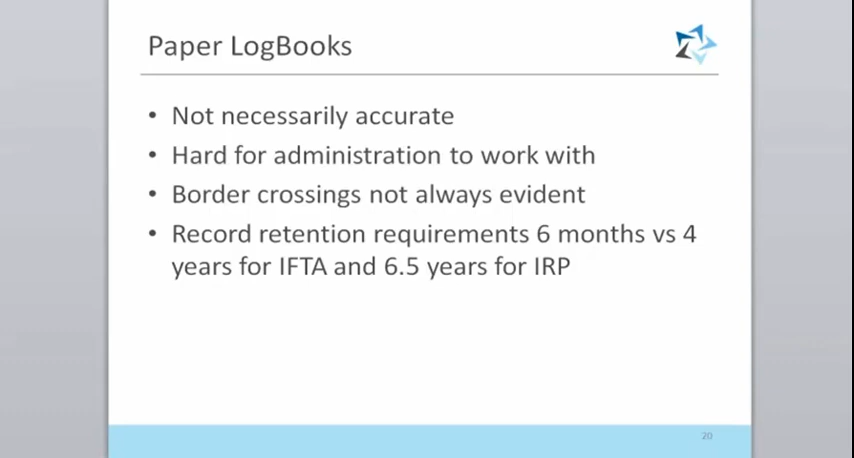 Paper LogBooks
• Not necessarily accurate
• Hard for administration to work with
• Border crossings not always evident
• Record retention requirements 6 months vs 4
years for IFTA and 6.5 years for IRP
20